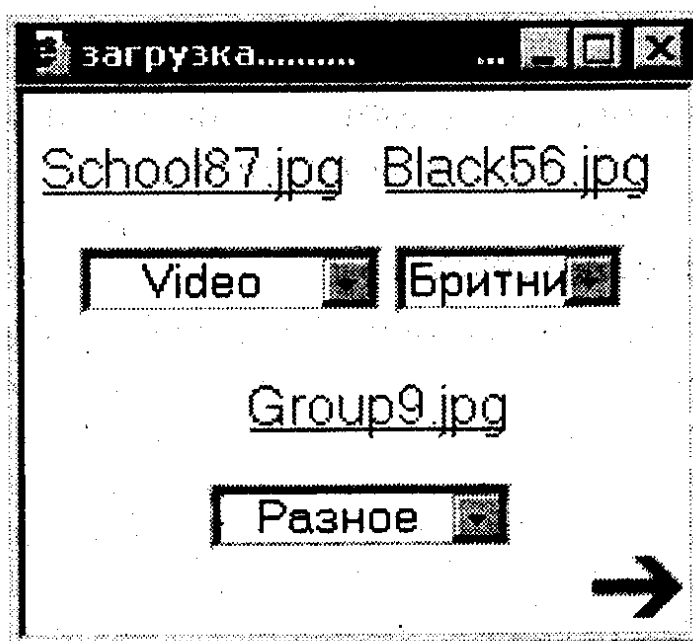 загрузка.......... ...
School87.jpg Black56.jpg
Video Бритни
Group9.jpg
Разное